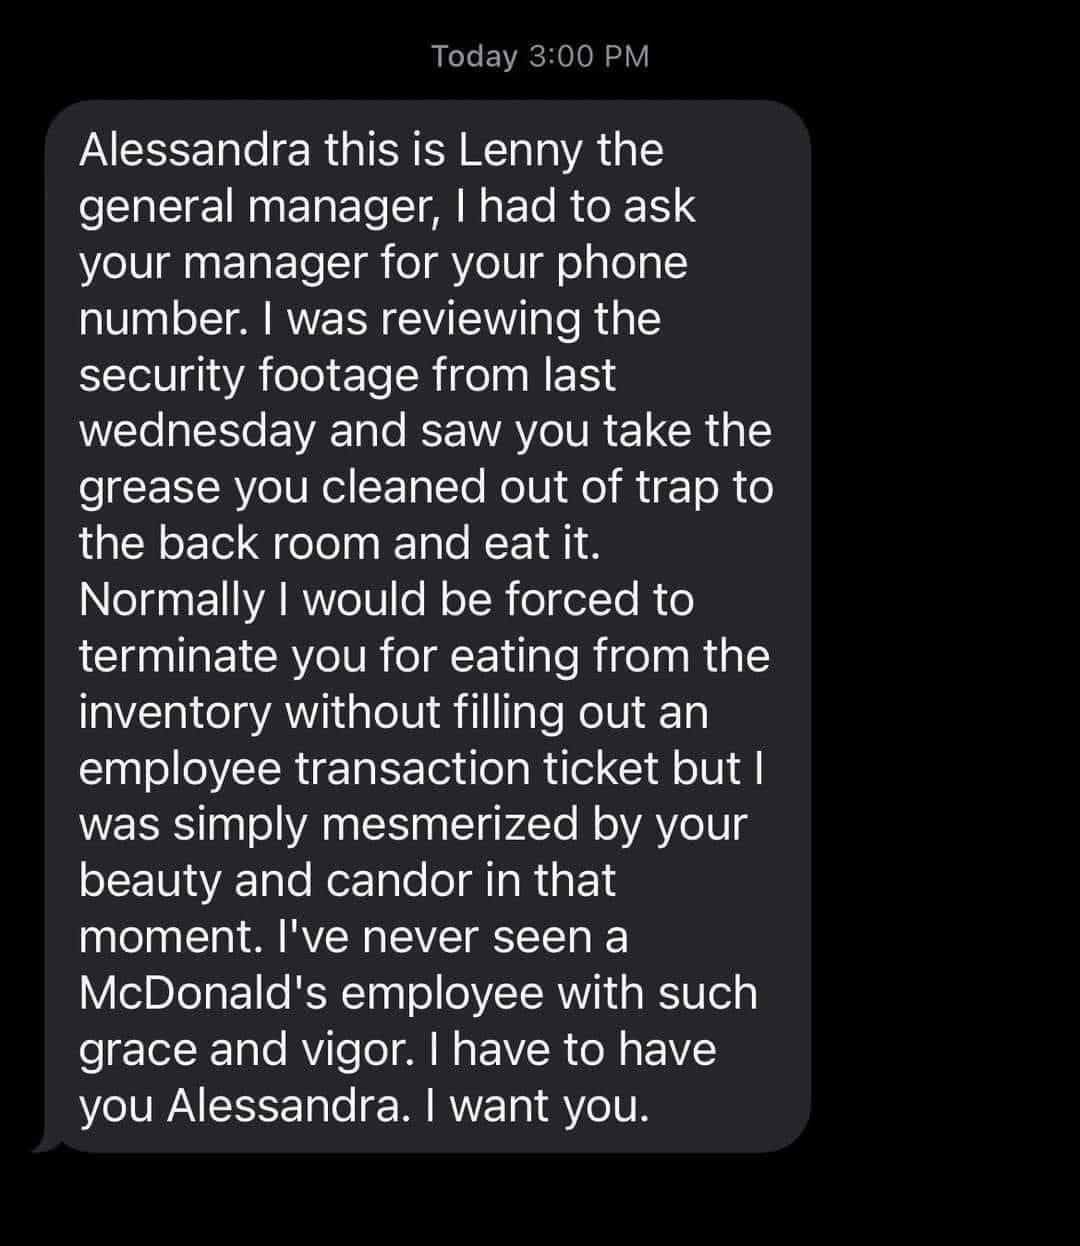 Today 3:00 PM
Alessandra this is Lenny the
general manager, I had to ask
your manager for your phone
number. I was reviewing the
security footage from last
wednesday and saw you take the
grease you cleaned out of trap to
the back room and eat it.
Normally I would be forced to
terminate you for eating from the
inventory without filling out an
employee transaction ticket but I
was simply mesmerized by your
beauty and candor in that
moment. I've never seen a
McDonald's employee with such
grace and vigor. I have to have
you Alessandra. I want you.